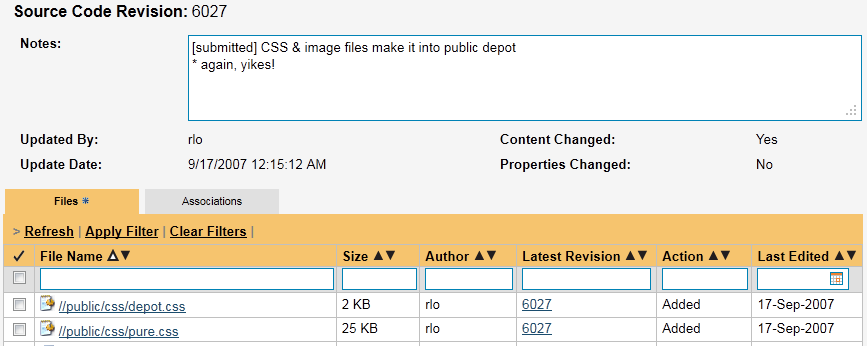 Source Code Revision: 6027
Notes: [submitted] CSS & image files make it into public depot
* again, yikes!
Updated By: rlo Content Changed: Yes
Update Date: 9/17/2007 12:15:12 AM Properties Changed: No
Files * Associations
> Refresh | Apply Filter | Clear Filters |
File Name Size Author Latest Revision Action Last Edited
//public/css/depot.css 2 KB rlo 6027 Added 17-Sep-2007
//public/css/pure.css 25 KB rlo 6027 Added 17-Sep-2007